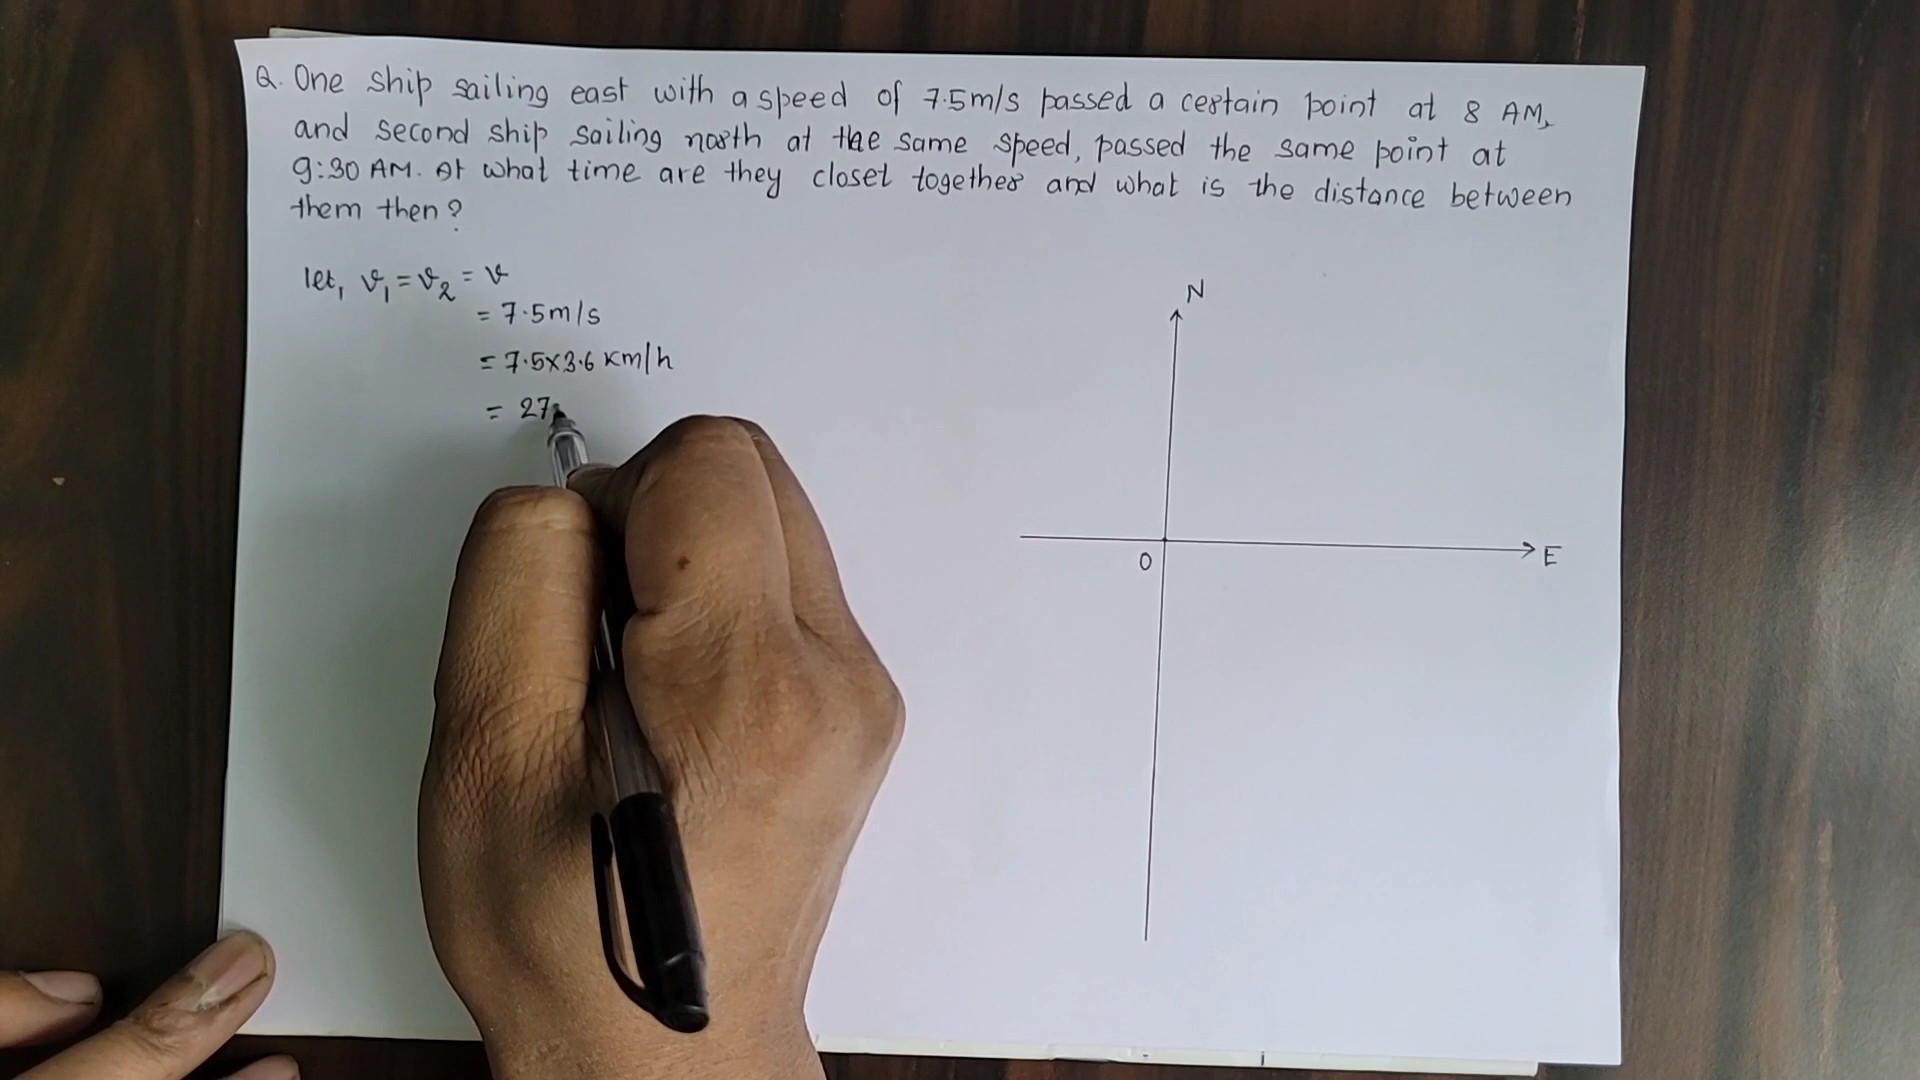 Q. One ship sailing east with a speed of 7.5m/s passed a certain point at 8 AM,
and second ship sailing north at the same speed, passed the same point at
9:30 AM. At what time are they closet together and what is the distance between
them then?
let, v₁ = v₂ = v
= 7.5m/s
= 7.5×3.6 km/h
= 27
N
E
O